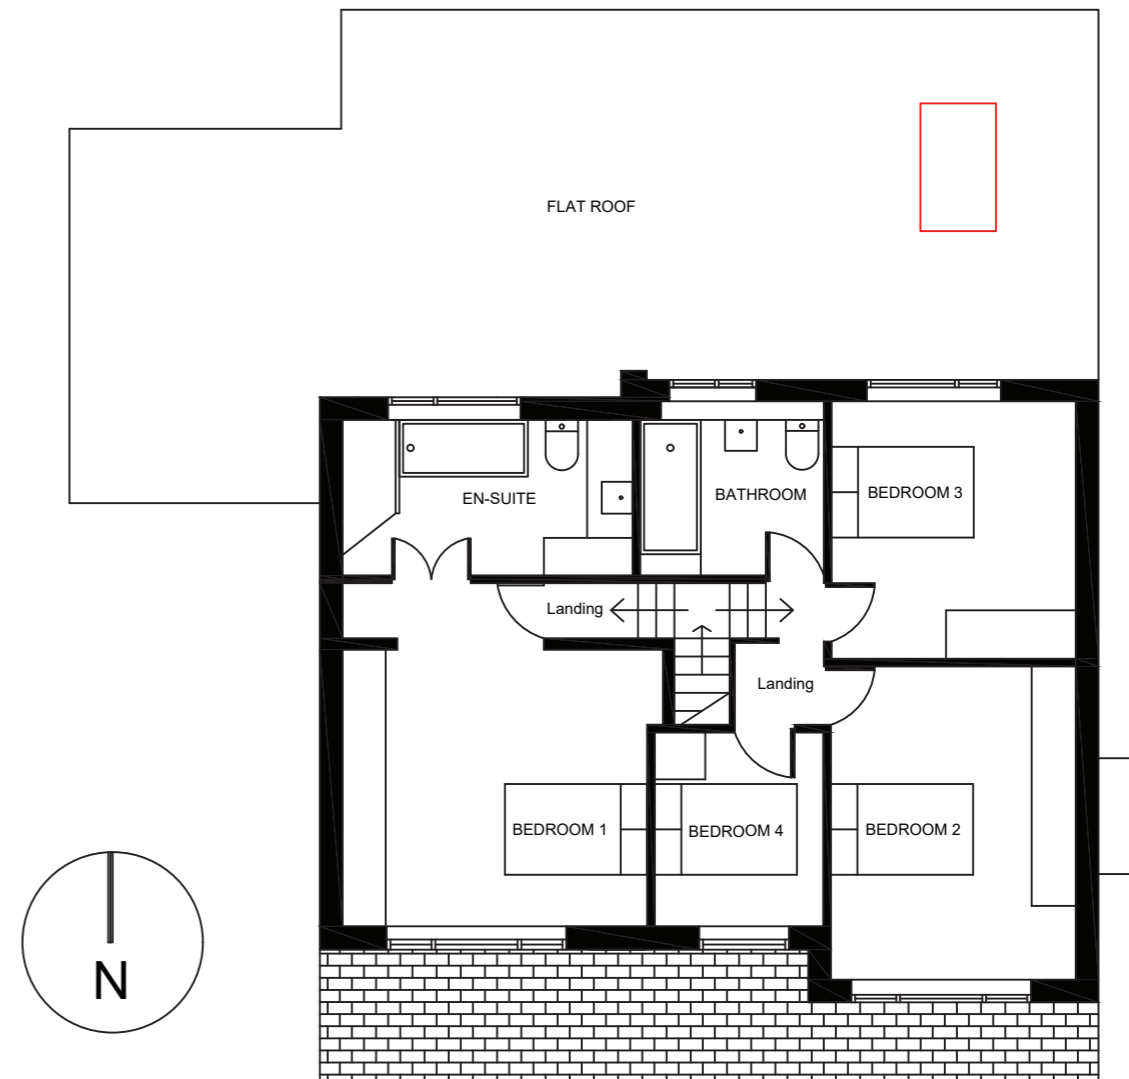 FLAT ROOF
BEDROOM 3
EN-SUITE
BATHROOM
Landing
Landing
BEDROOM 1
BEDROOM 4
BEDROOM 2
N